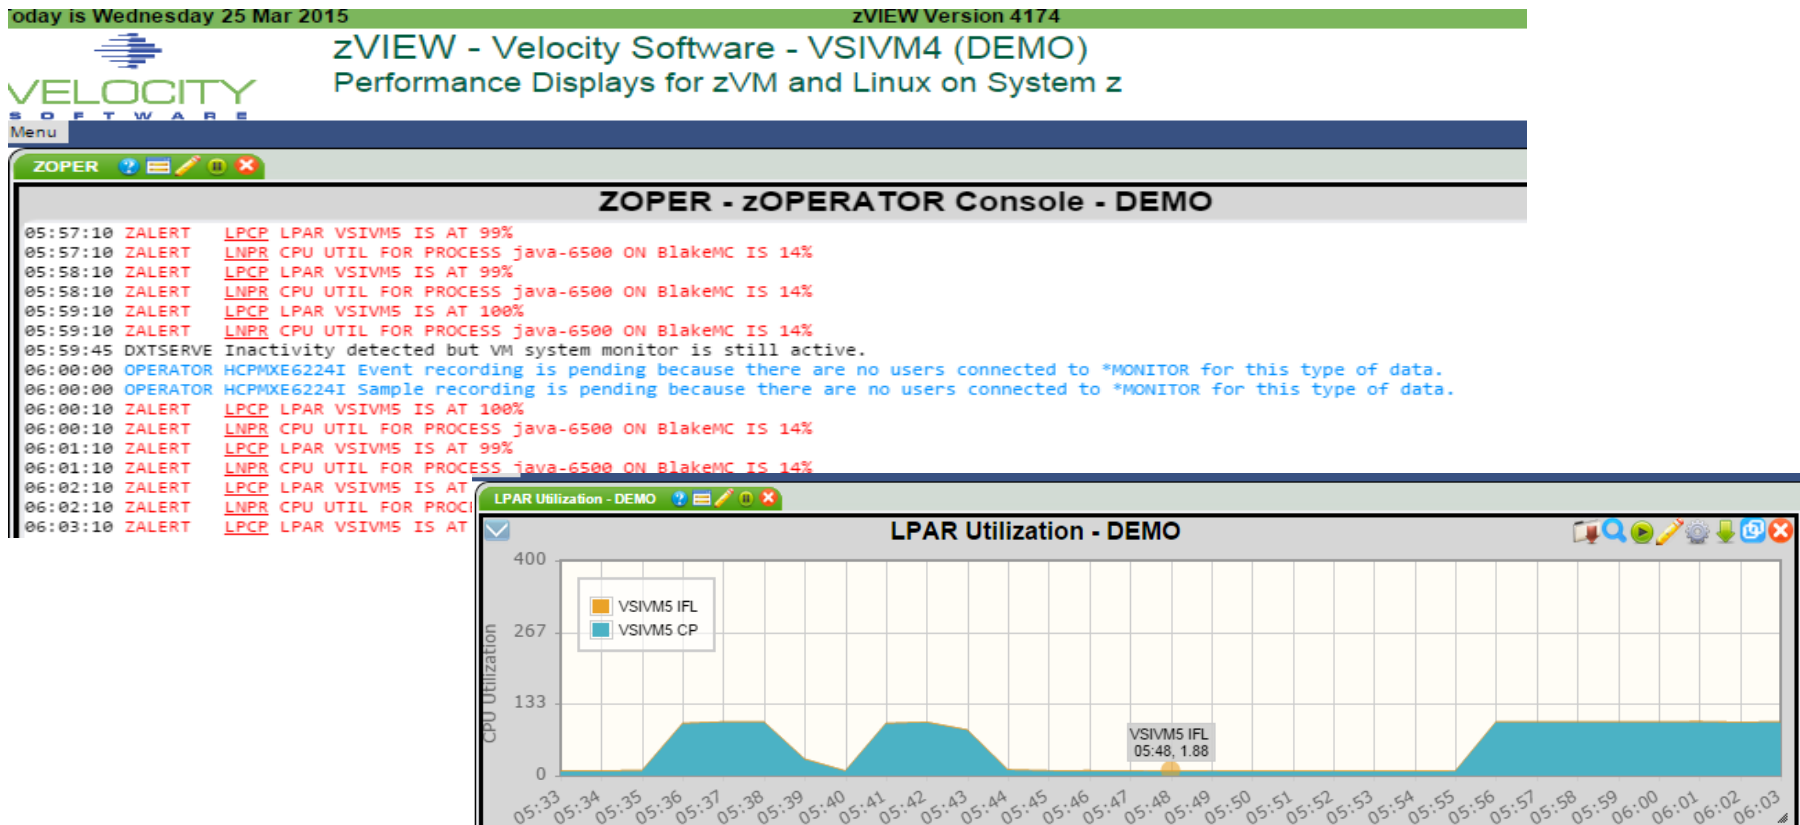 oday is Wednesday 25 Mar 2015
zVIEW Version 4174
zVIEW - Velocity Software - VSIVM4 (DEMO)
Performance Displays for zVM and Linux on System z
VELOCITY
SOFTWARE
Menu
ZOPER
ZOPER - zOPERATOR Console - DEMO
05:57:10 ZALERT LPCP LPAR VSIVM5 IS AT 99%
05:57:10 ZALERT LNPR CPU UTIL FOR PROCESS java-6500 ON BlakeMC IS 14%
05:58:10 ZALERT LPCP LPAR VSIVM5 IS AT 99%
05:58:10 ZALERT LNPR CPU UTIL FOR PROCESS java-6500 ON BlakeMC IS 14%
05:59:10 ZALERT LPCP LPAR VSIVM5 IS AT 100%
05:59:10 ZALERT LNPR CPU UTIL FOR PROCESS java-6500 ON BlakeMC IS 14%
05:59:45 DXTSERVE Inactivity detected but VM system monitor is still active.
06:00:00 OPERATOR HCPMXE6224I Event recording is pending because there are no users connected to *MONITOR for this type of data.
06:00:00 OPERATOR HCPMXE6224I Sample recording is pending because there are no users connected to *MONITOR for this type of data.
06:00:10 ZALERT LPCP LPAR VSIVM5 IS AT 100%
06:00:10 ZALERT LNPR CPU UTIL FOR PROCESS java-6500 ON BlakeMC IS 14%
06:01:10 ZALERT LPCP LPAR VSIVM5 IS AT 99%
06:01:10 ZALERT LNPR CPU UTIL FOR PROCESS java-6500 ON BlakeMC IS 14%
06:02:10 ZALERT LPCP LPAR VSIVM5 IS AT
06:02:10 ZALERT LNPR CPU UTIL FOR PROC
06:03:10 ZALERT LPCP LPAR VSIVM5 IS AT
LPAR Utilization - DEMO
LPAR Utilization - DEMO
CPU Utilization
400
267
133
0
VSIVM5 IFL
VSIVM5 CP
VSIVM5 IFL
05:48, 1.88
05:33 05:34 05:35 05:36 05:37 05:38 05:39 05:40 05:41 05:42 05:43 05:44 05:45 05:46 05:47 05:48 05:49 05:50 05:51 05:52 05:53 05:54 05:55 05:56 05:57 05:58 05:59 06:00 06:01 06:02 06:03